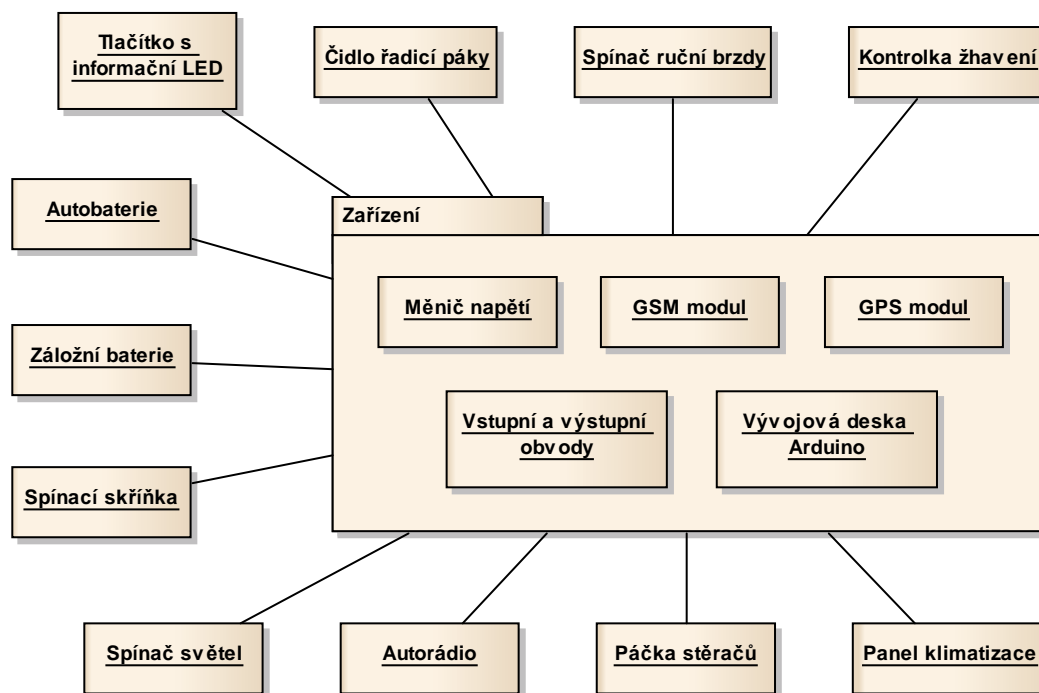 Tlačítko s
informační LED
Čidlo řadicí páky
Spínač ruční brzdy
Kontrolka žhavení
Autobaterie
Zařízení
Měnič napětí
GSM modul
GPS modul
Záložní baterie
Vstupní a výstupní
obvody
Vývojová deska
Arduino
Spínací skříňka
Spínač světel
Autorádio
Páčka stěračů
Panel klimatizace